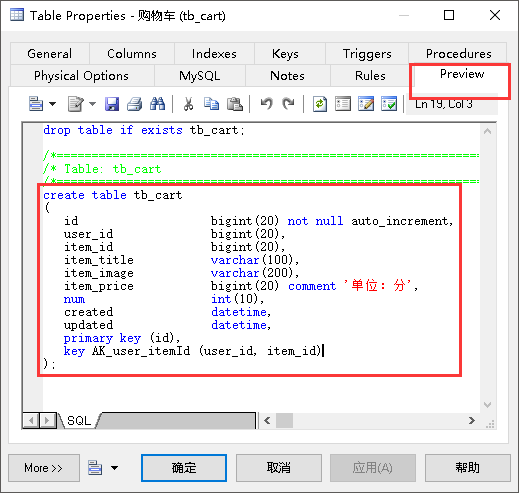 Table Properties - 购物车 (tb_cart)
General Columns Indexes Keys Triggers Procedures
Physical Options MySQL Notes Rules Preview
Ln 19, Col 3
drop table if exists tb_cart;
/*==============================================================
/* Table: tb_cart
/*==============================================================
create table tb_cart
(
id bigint(20) not null auto_increment,
user_id bigint(20),
item_id bigint(20),
item_title varchar(100),
item_image varchar(200),
item_price bigint(20) comment '单位：分',
num int(10),
created datetime,
updated datetime,
primary key (id),
key AK_user_itemId (user_id, item_id)
);
SQL
More >> 确定 取消 应用(A) 帮助